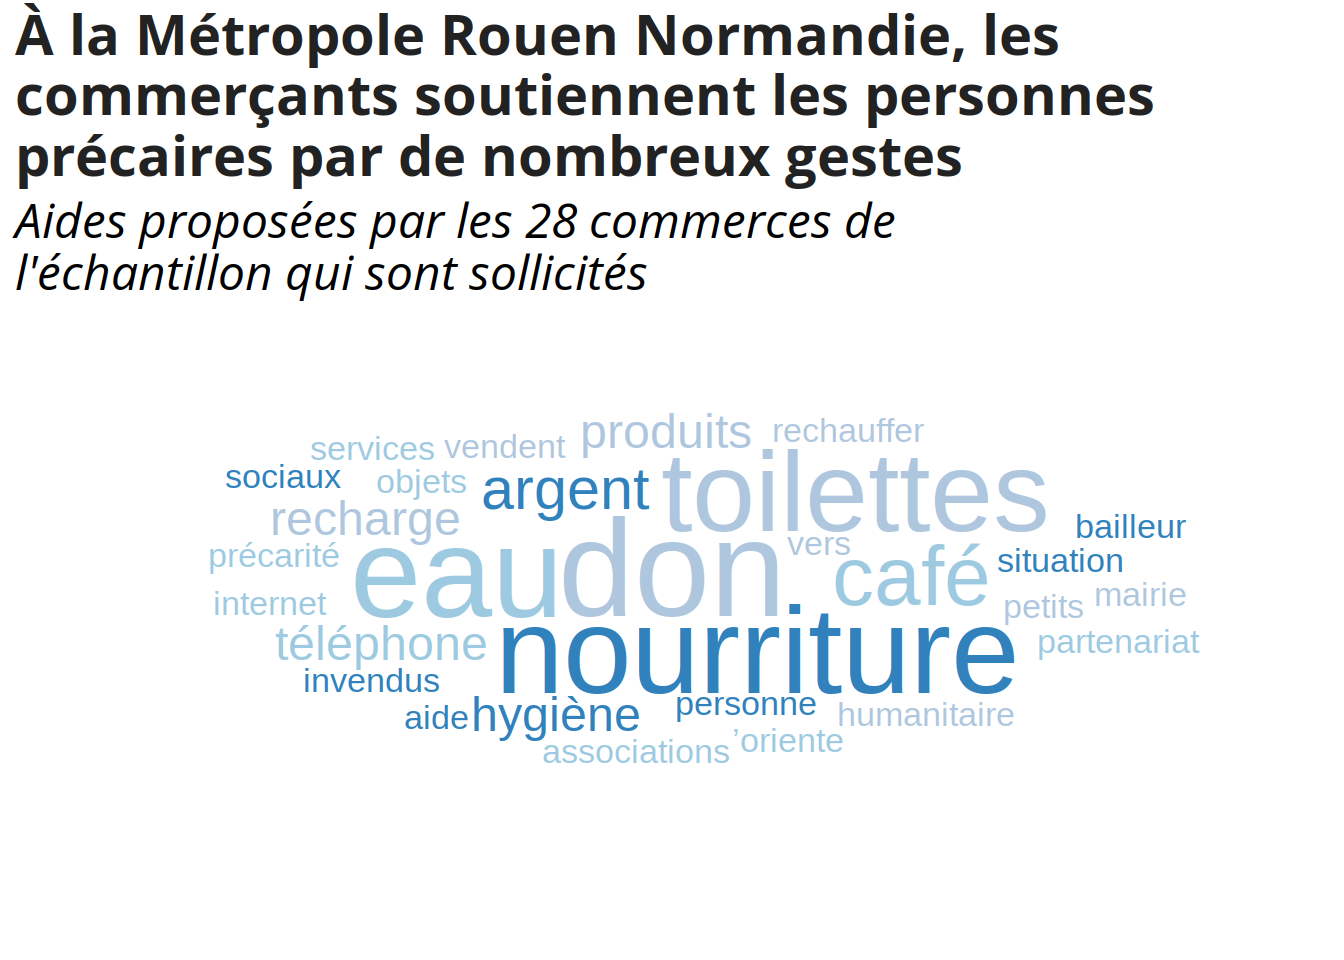 À la Métropole Rouen Normandie, les
commerçants soutiennent les personnes
précaires par de nombreux gestes
Aides proposées par les 28 commerces de
l'échantillon qui sont sollicités
produits rechauffer
services vendent
sociaux objets argent toilettes
recharge bailleur
précarité eau don vers café situation
internet petits mairie
téléphone nourriture partenariat
invendus
aide hygiène personne humanitaire
associations ’oriente